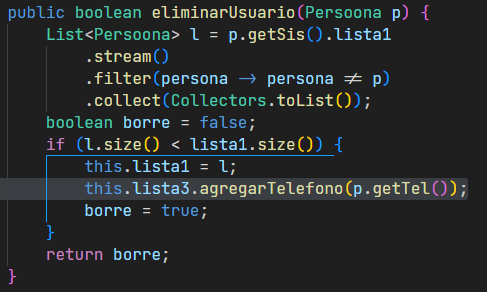 public boolean eliminarUsuario(Persoona p) {
    List<Persoona> l = p.getSis().lista1
        .stream()
        .filter(persona -> persona != p)
        .collect(Collectors.toList());
    boolean borre = false;
    if (l.size() < lista1.size()) {
        this.lista1 = l;
        this.lista3.agregarTelefono(p.getTel());
        borre = true;
    }
    return borre;
}